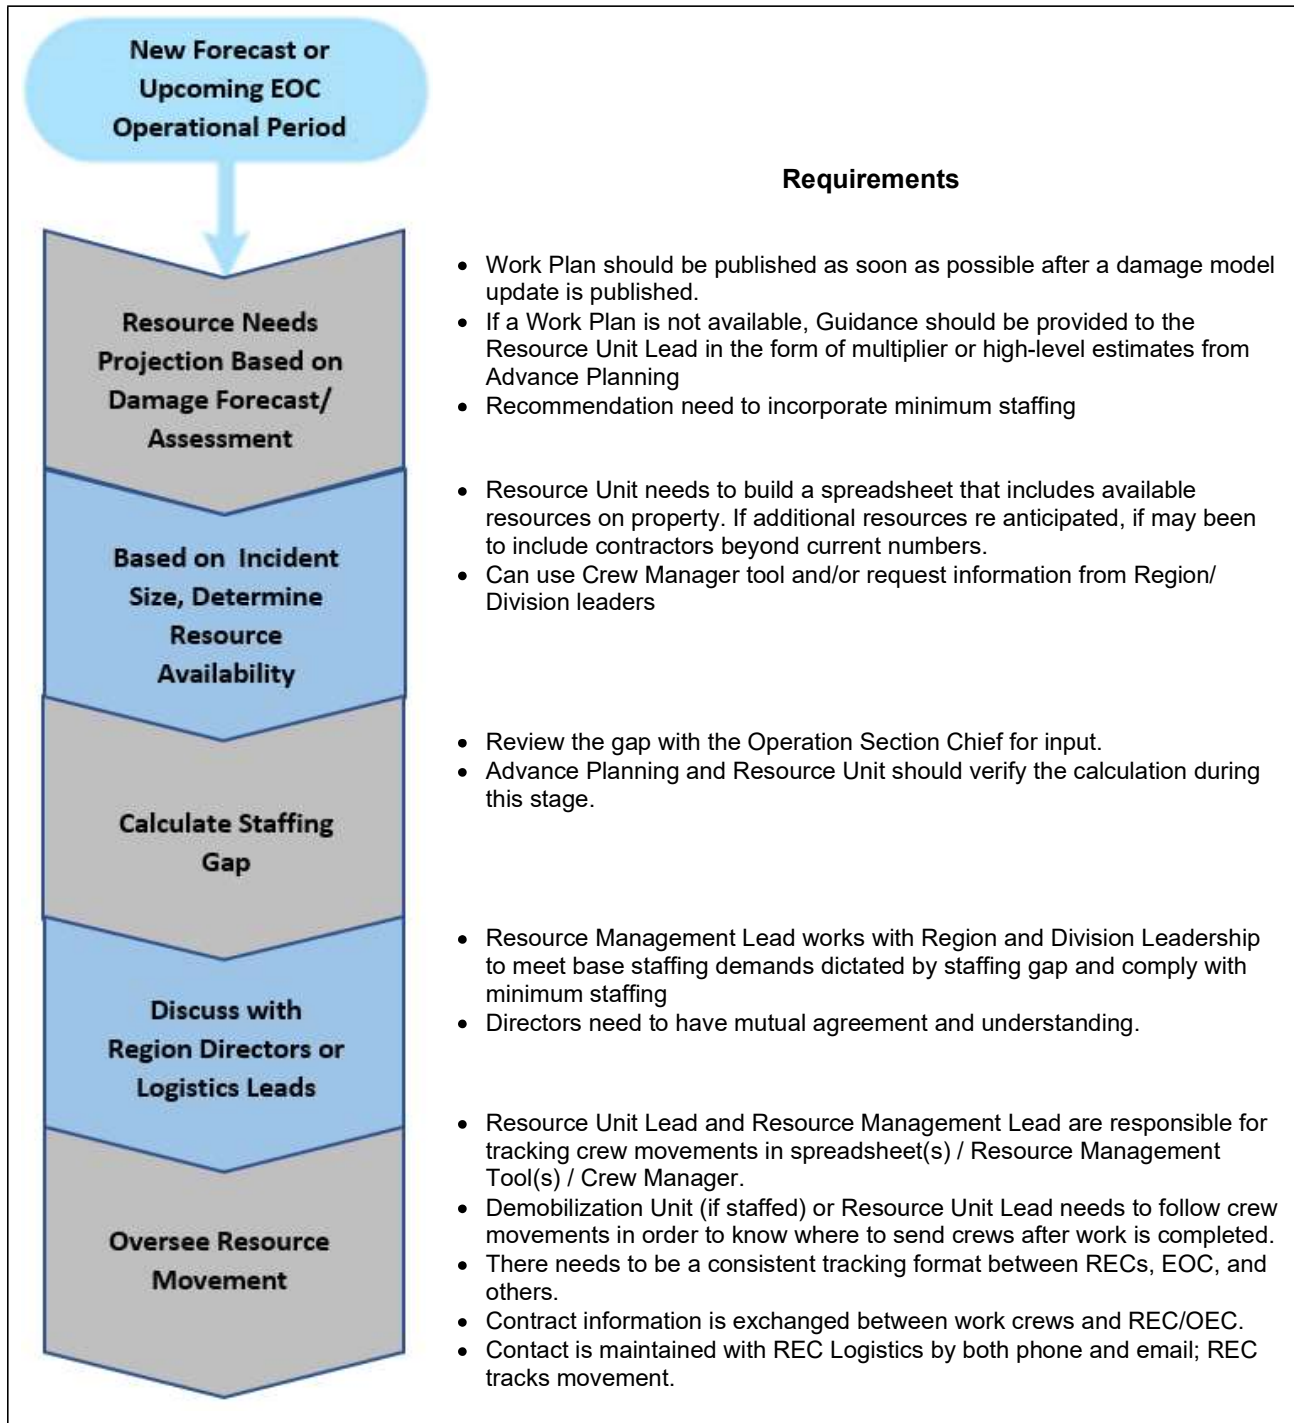 New Forecast or
Upcoming EOC
Operational Period
Requirements
Resource Needs
Projection Based on
Damage Forecast/
Assessment
• Work Plan should be published as soon as possible after a damage model
update is published.
• If a Work Plan is not available, Guidance should be provided to the
Resource Unit Lead in the form of multiplier or high-level estimates from
Advance Planning
• Recommendation need to incorporate minimum staffing
Based on Incident
Size, Determine
Resource
Availability
• Resource Unit needs to build a spreadsheet that includes available
resources on property. If additional resources re anticipated, if may been
to include contractors beyond current numbers.
• Can use Crew Manager tool and/or request information from Region/
Division leaders
Calculate Staffing
Gap
• Review the gap with the Operation Section Chief for input.
• Advance Planning and Resource Unit should verify the calculation during
this stage.
Discuss with
Region Directors or
Logistics Leads
• Resource Management Lead works with Region and Division Leadership
to meet base staffing demands dictated by staffing gap and comply with
minimum staffing
• Directors need to have mutual agreement and understanding.
Oversee Resource
Movement
• Resource Unit Lead and Resource Management Lead are responsible for
tracking crew movements in spreadsheet(s) / Resource Management
Tool(s) / Crew Manager.
• Demobilization Unit (if staffed) or Resource Unit Lead needs to follow crew
movements in order to know where to send crews after work is completed.
• There needs to be a consistent tracking format between RECs, EOC, and
others.
• Contract information is exchanged between work crews and REC/OEC.
• Contact is maintained with REC Logistics by both phone and email; REC
tracks movement.